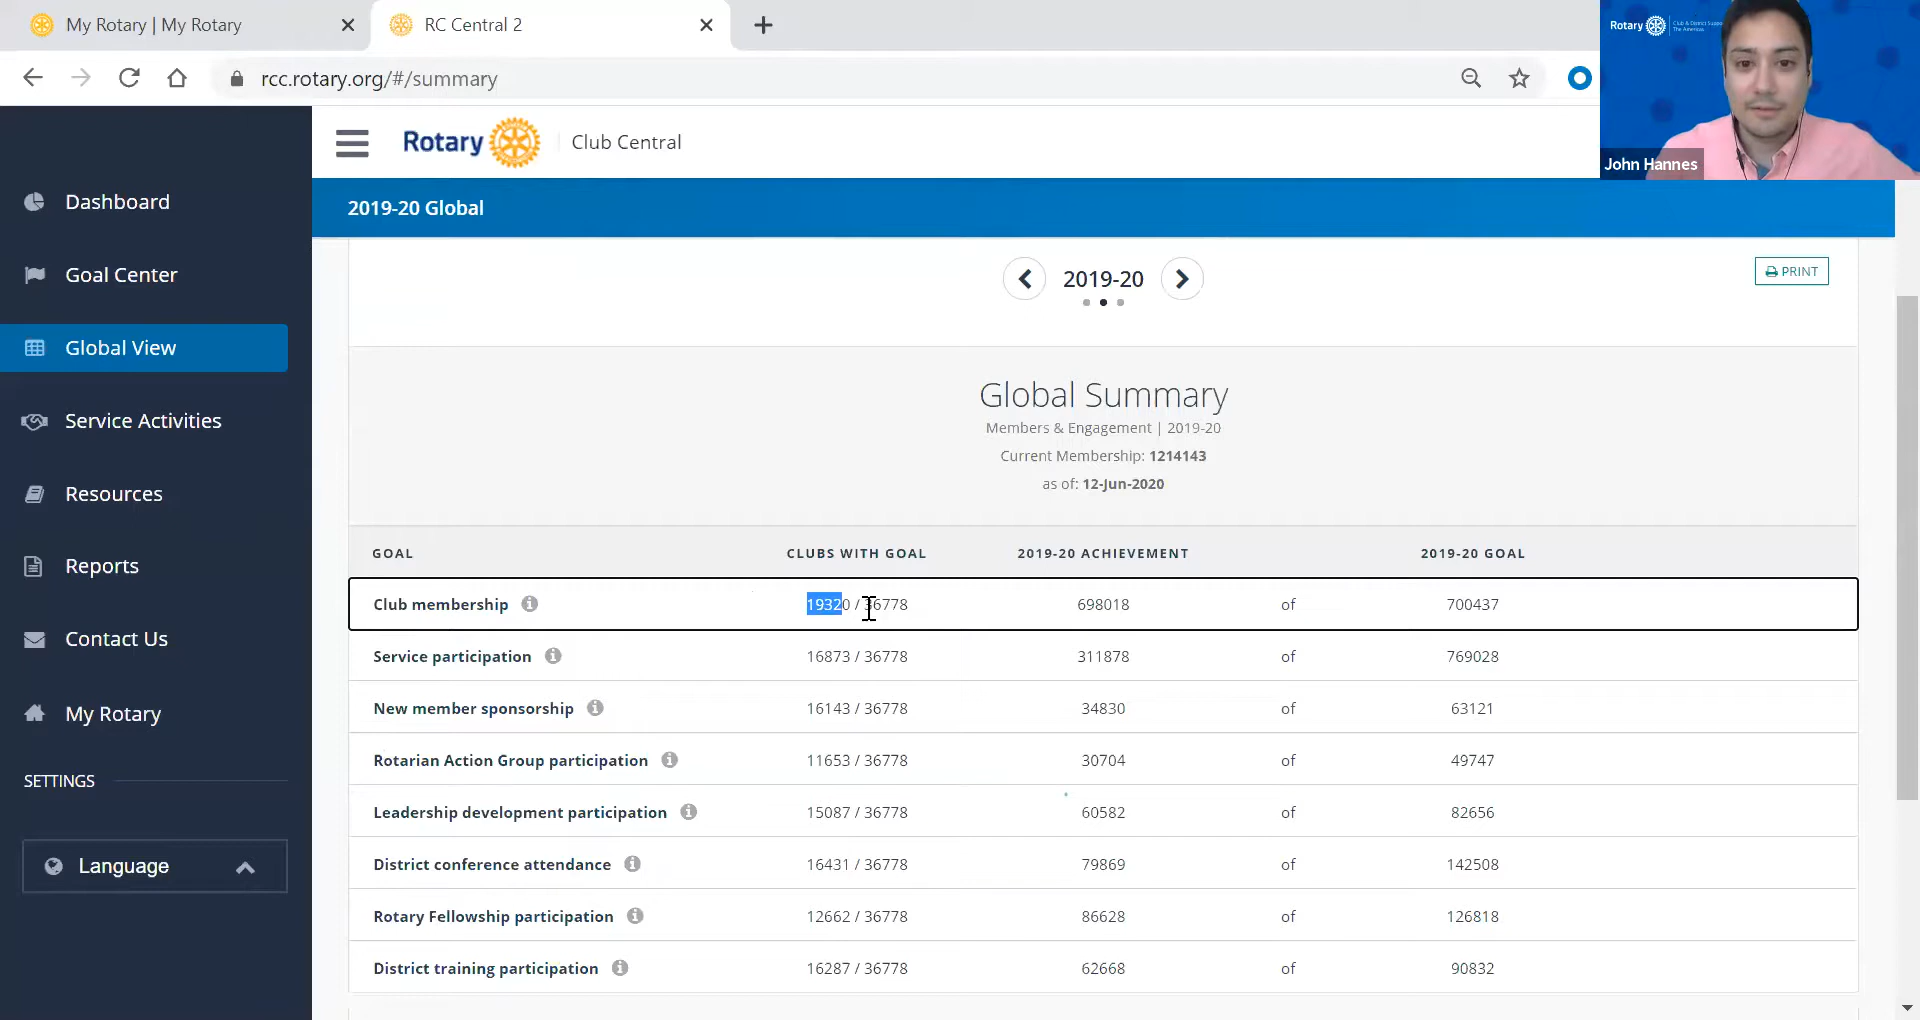 My Rotary | My Rotary
RC Central 2
rcc.rotary.org/#/summary
Rotary
Club & District Support
The Americas
John Hannes
Rotary
Club Central
Dashboard
Goal Center
Global View
Service Activities
Resources
Reports
Contact Us
My Rotary
SETTINGS
Language
2019-20 Global
2019-20
PRINT
Global Summary
Members & Engagement | 2019-20
Current Membership: 1214143
as of: 12-Jun-2020
GOAL CLUBS WITH GOAL 2019-20 ACHIEVEMENT 2019-20 GOAL
Club membership 19320 / 36778 698018 of 700437
Service participation 16873 / 36778 311878 of 769028
New member sponsorship 16143 / 36778 34830 of 63121
Rotarian Action Group participation 11653 / 36778 30704 of 49747
Leadership development participation 15087 / 36778 60582 of 82656
District conference attendance 16431 / 36778 79869 of 142508
Rotary Fellowship participation 12662 / 36778 86628 of 126818
District training participation 16287 / 36778 62668 of 90832